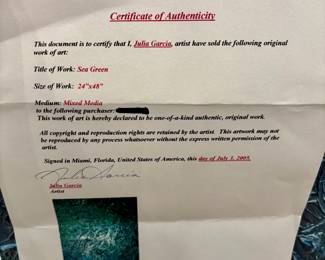 Certificate of Authenticity
This document is to certify that I, Julia Garcia, artist have sold the following original
work of art:
Title of Work: Sea Green
Size of Work: 24"x48"
Medium: Mixed Media
to the following purchaser:
This work of art is hereby declared to be one-of-a-kind authentic, original work.
All copyright and reproduction rights are retained by the artist. This artwork may not
be reproduced by any process whatsoever without the express written permission of the
artist.
Signed in Miami, Florida, United States of America, this day of July 3, 2005.
Julia Garcia
Julia Garcia
Artist